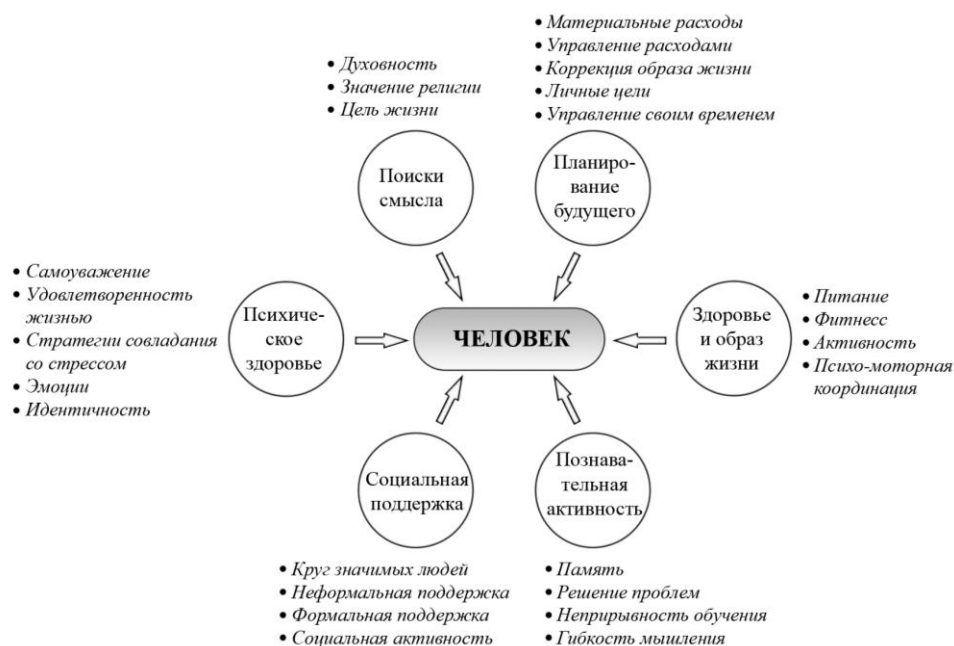 • Духовность
• Значение религии
• Цель жизни
Поиски
смысла
• Материальные расходы
• Управление расходами
• Коррекция образа жизни
• Личные цели
• Управление своим временем
Планиро-
вание
будущего
• Самоуважение
• Удовлетворенность
жизнью
• Стратегии совладания
со стрессом
• Эмоции
• Идентичность
Психиче-
ское
здоровье
ЧЕЛОВЕК
Здоровье
и образ
жизни
• Питание
• Фитнесс
• Активность
• Психо-моторная
координация
Социальная
поддержка
• Круг значимых людей
• Неформальная поддержка
• Формальная поддержка
• Социальная активность
Познава-
тельная
активность
• Память
• Решение проблем
• Неприрывность обучения
• Гибкость мышления